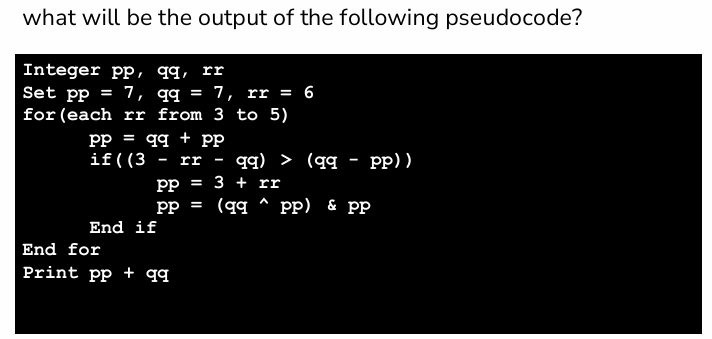 what will be the output of the following pseudocode?
Integer pp, qq, rr
Set pp = 7, qq = 7, rr = 6
for(each rr from 3 to 5)
pp = qq + pp
if((3 - rr - qq) > (qq - pp))
pp = 3 + rr
pp = (qq ^ pp) & pp
End if
End for
Print pp + qq